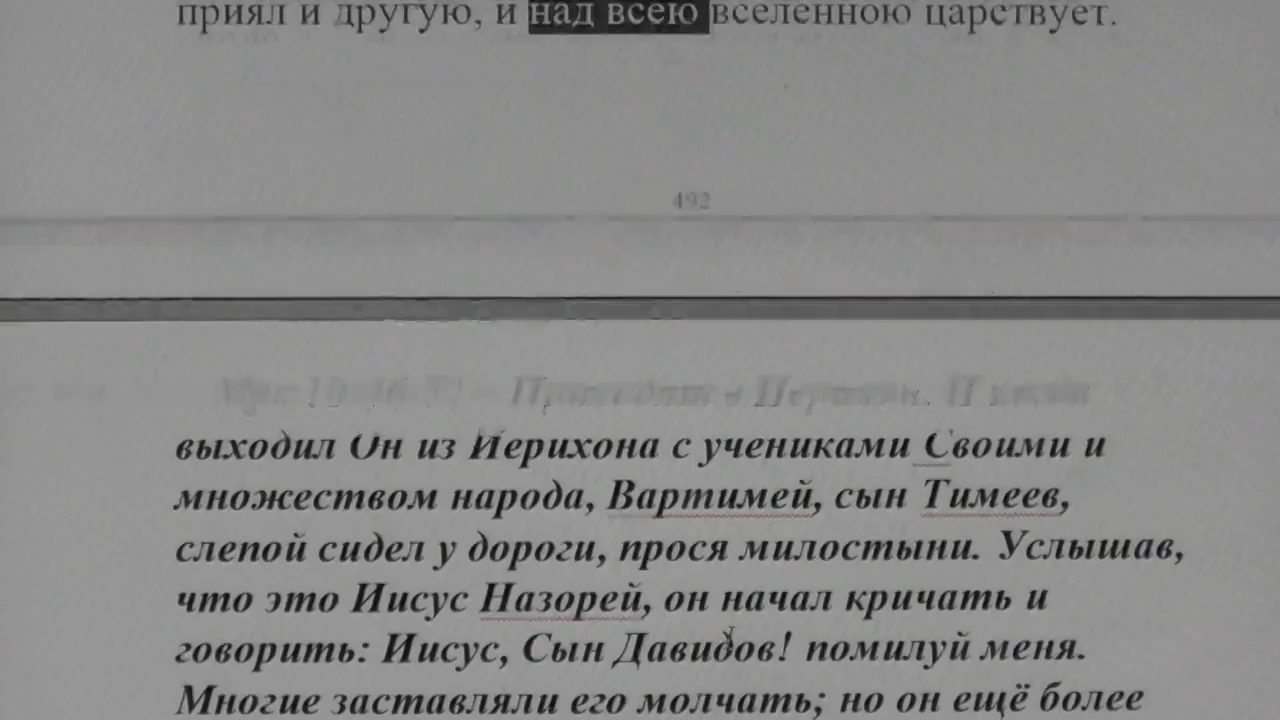 приял и другую, и над всею вселенною царствует.
492
выходил Он из Иерихона с учениками Своими и
множеством народа, Вартимей, сын Тимеев,
слепой сидел у дороги, прося милостыни. Услышав,
что это Иисус Назорей, он начал кричать и
говорить: Иисус, Сын Давидов! помилуй меня.
Многие заставляли его молчать; но он ещё более